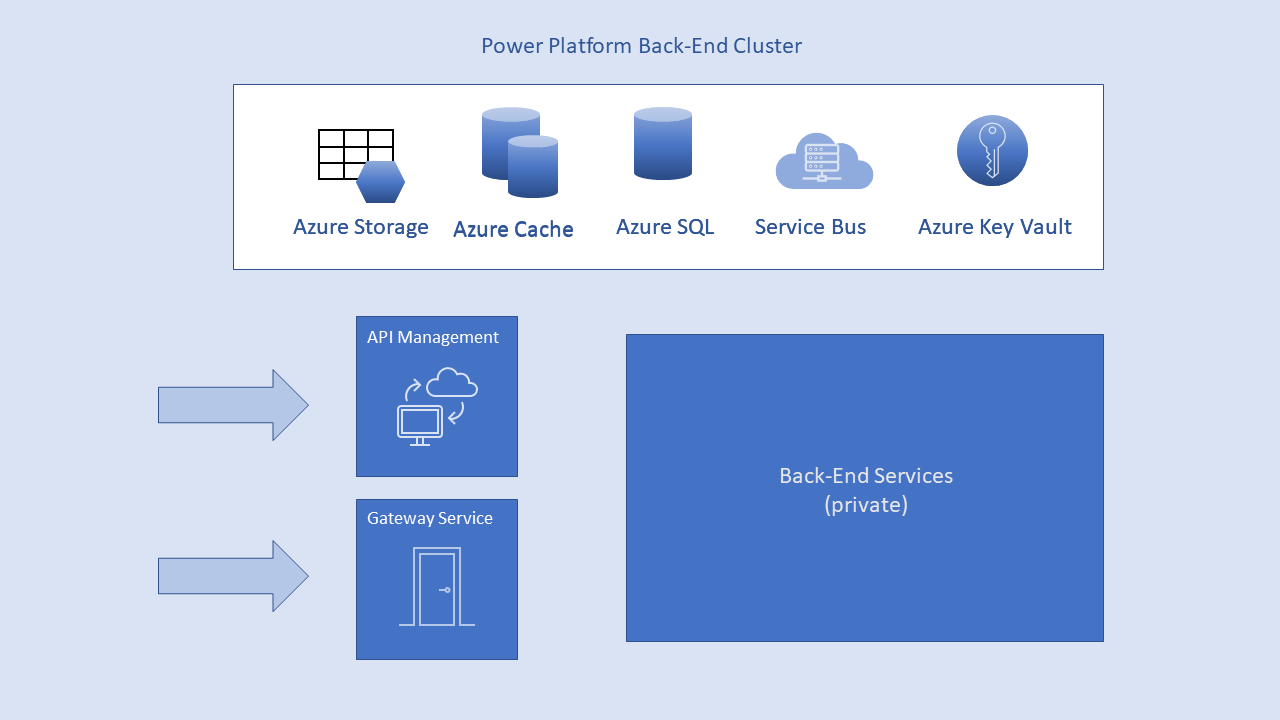 Power Platform Back-End Cluster
Azure Storage
Azure Cache
Azure SQL
Service Bus
Azure Key Vault
API Management
Gateway Service
Back-End Services
(private)